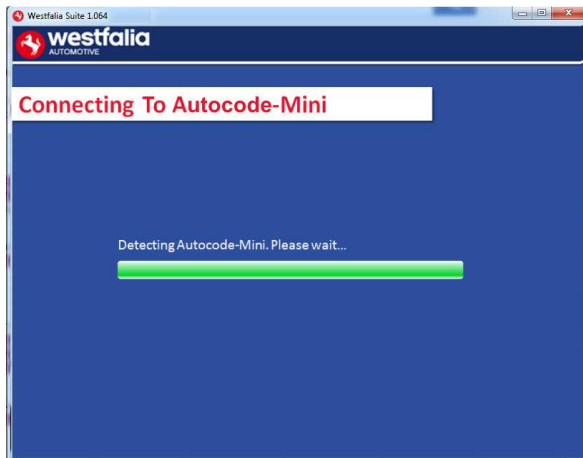 Westfalia Suite 1.064
westfalia
AUTOMOTIVE
Connecting To Autocode-Mini
Detecting Autocode-Mini. Please wait...